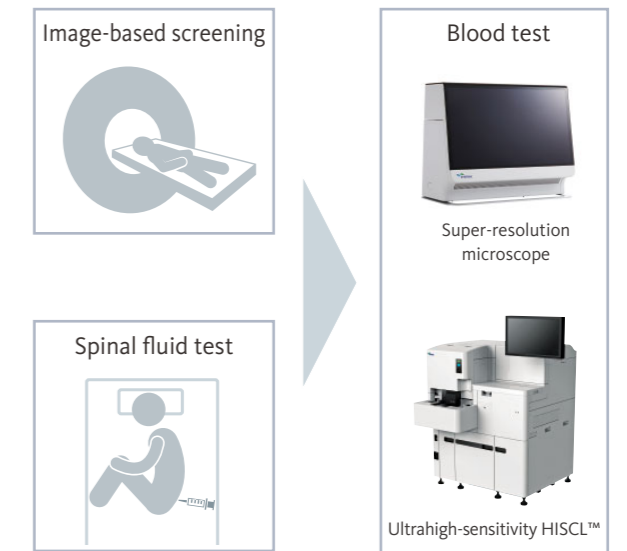 Image-based screening
Spinal fluid test
Blood test
Super-resolution
microscope
Ultrahigh-sensitivity HISCL™